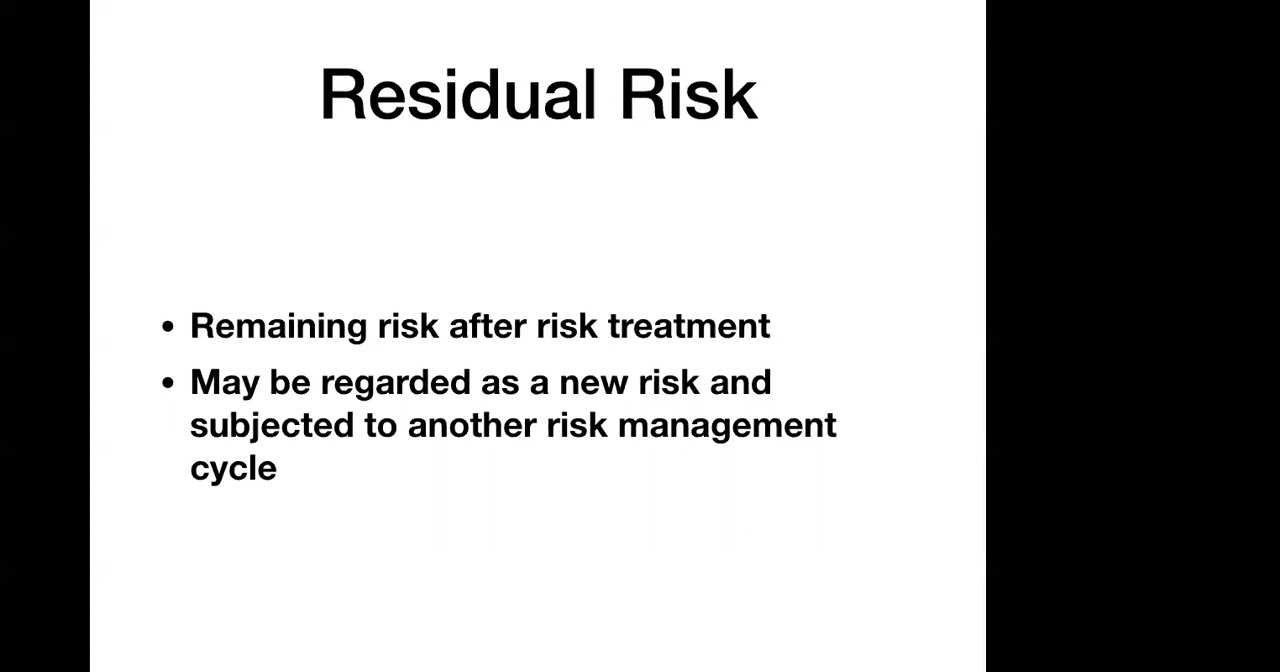 Residual Risk
• Remaining risk after risk treatment
• May be regarded as a new risk and
subjected to another risk management
cycle